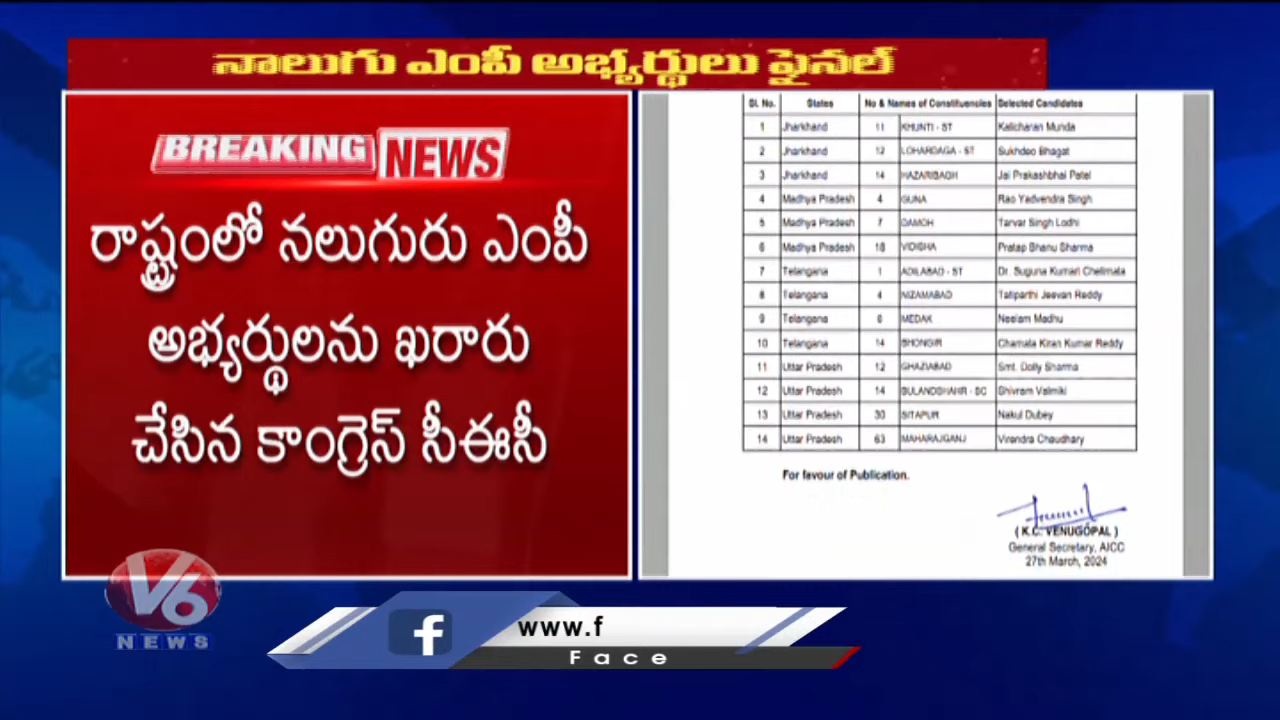 నాలుగు ఎంపీ అభ్యర్థులు ఫైనల్
BREAKING NEWS
రాష్ట్రంలో నలుగురు ఎంపీ
అభ్యర్థులను ఖరారు
చేసిన కాంగ్రెస్ సీఈసీ
Sl. No. States No & Names of Constituencies Selected Candidates
1 Jharkhand 11 KHUNTI - ST Kalicharan Munda
2 Jharkhand 12 LOHARDAGA - ST Sukhdeo Bhagat
3 Jharkhand 14 HAZARIBAGH Jai Prakashbhai Patel
4 Madhya Pradesh 4 GUNA Rao Yadvendra Singh
5 Madhya Pradesh 7 DAMOH Tarvar Singh Lodhi
6 Madhya Pradesh 18 VIDISHA Pratap Bhanu Sharma
7 Telangana 1 ADILABAD - ST Dr. Suguna Kumari Chelimala
8 Telangana 4 NIZAMABAD Tatiparthi Jeevan Reddy
9 Telangana 6 MEDAK Neelam Madhu
10 Telangana 14 BHONGIR Chamala Kiran Kumar Reddy
11 Uttar Pradesh 12 GHAZIABAD Smt. Dolly Sharma
12 Uttar Pradesh 14 BULANDSHAHR - SC Shivram Valmiki
13 Uttar Pradesh 30 SITAPUR Nakul Dubey
14 Uttar Pradesh 63 MAHARAJGANJ Virendra Chaudhary
For favour of Publication.
( K.C. VENUGOPAL )
General Secretary, AICC
27th March, 2024
V6
NEWS
f www.f
Face